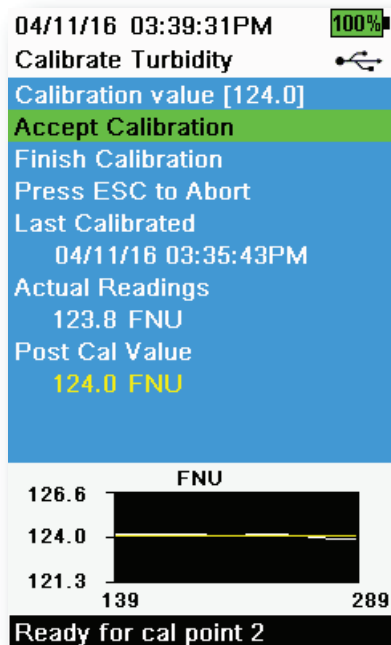 04/11/16 03:39:31PM 100%
Calibrate Turbidity
Calibration value [124.0]
Accept Calibration
Finish Calibration
Press ESC to Abort
Last Calibrated
04/11/16 03:35:43PM
Actual Readings
123.8 FNU
Post Cal Value
124.0 FNU
FNU
126.6
124.0
121.3
139 289
Ready for cal point 2